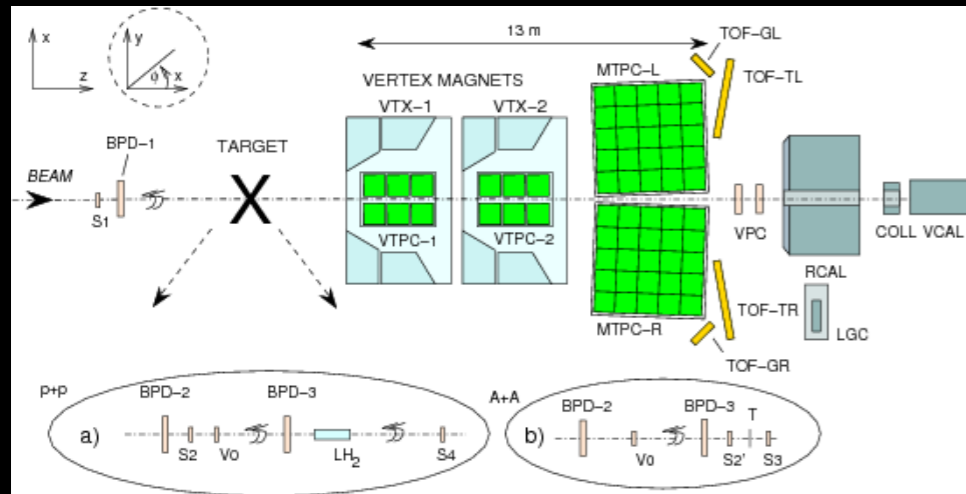 x
z
y
ϕ
x
13 m
VERTEX MAGNETS
VTX−1
VTX−2
MTPC−L
TOF−GL
TOF−TL
BPD−1
TARGET
BEAM
X
S1
VTPC−1
VTPC−2
VPC
COLL
VCAL
RCAL
MTPC−R
TOF−TR
LGC
TOF−GR
p+p
BPD−2
BPD−3
a)
S2
V0
LH2
S4
A+A
BPD−2
BPD−3
T
b)
V0
S2'
S3